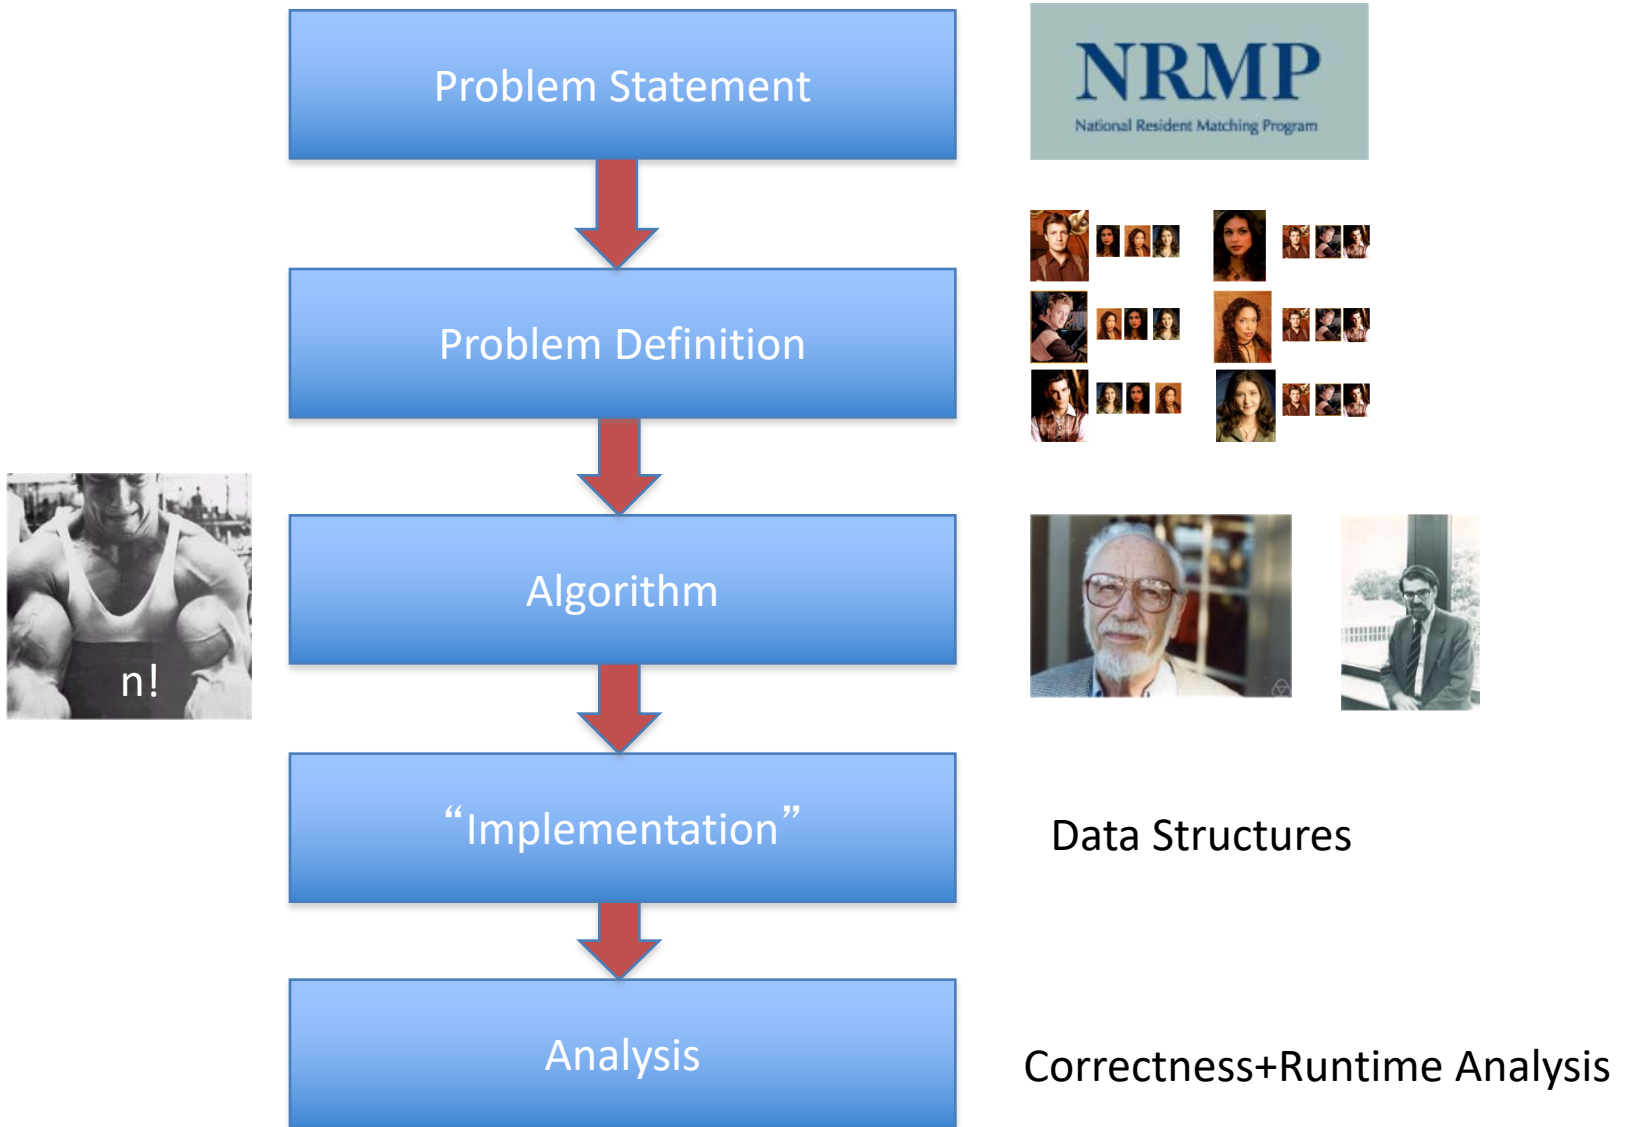 Problem Statement
NRMP
National Resident Matching Program
Problem Definition
Algorithm
n!
“Implementation”
Data Structures
Analysis
Correctness+Runtime Analysis